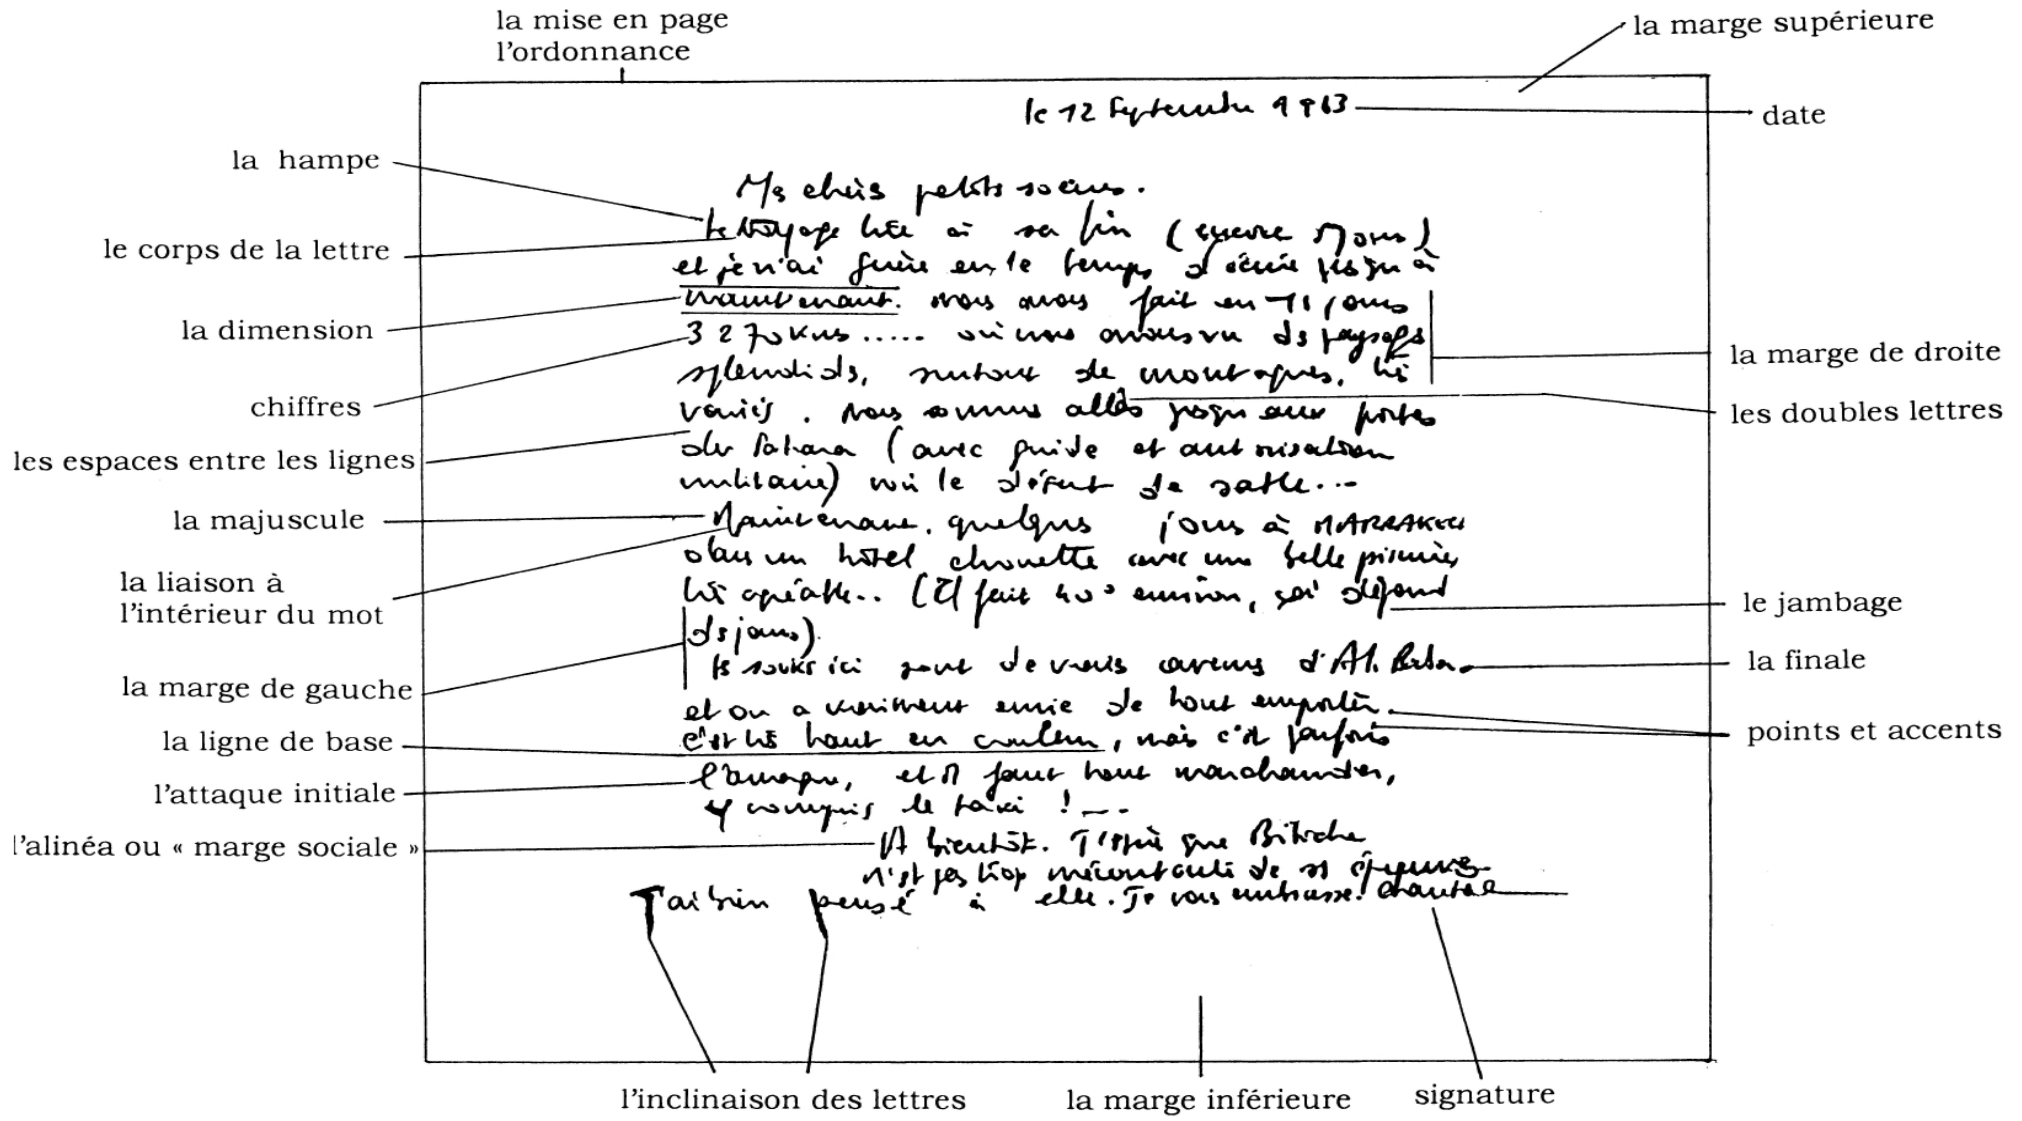 la mise en page
l'ordonnance
la marge supérieure
le 12 Septembre 1963
date
la hampe
Mes chères petites soeurs.
le voyage tire à sa fin (encore 5 jours)
le corps de la lettre
et je n'ai guère eu le temps d'écrire jusqu'à
maintenant. nous avons fait en 11 jours
la dimension
3 270 kms ..... où nous avons vu des paysages
la marge de droite
splendides, surtout de montagnes, très
chiffres
variés. Nous sommes allés jusqu'aux portes
les doubles lettres
du Sahara (avec guide et autorisation
les espaces entre les lignes
militaire) voir le désert de sable...
la majuscule
Maintenant, quelques jours à MARRAKECH
dans un hôtel chouette avec une belle piscine
la liaison à
l'intérieur du mot
très agréable.. (Il fait 40° environ, ça dépend
le jambage
des jours).
les souks ici sont de vrais cavernes d'Ali Baba.
la finale
la marge de gauche
et on a vraiment envie de tout emporter.
c'est très haut en couleur, mais c'est parfois
points et accents
la ligne de base
l'arnaque, et il faut tout marchander,
l'attaque initiale
y compris le taxi !...
A bientôt. J'espère que Bibiche
l'alinéa ou « marge sociale »
n'est pas trop mécontente de
J'ai bien pensé à elle. Je vous embrasse. Chantal
l'inclinaison des lettres
la marge inférieure
signature